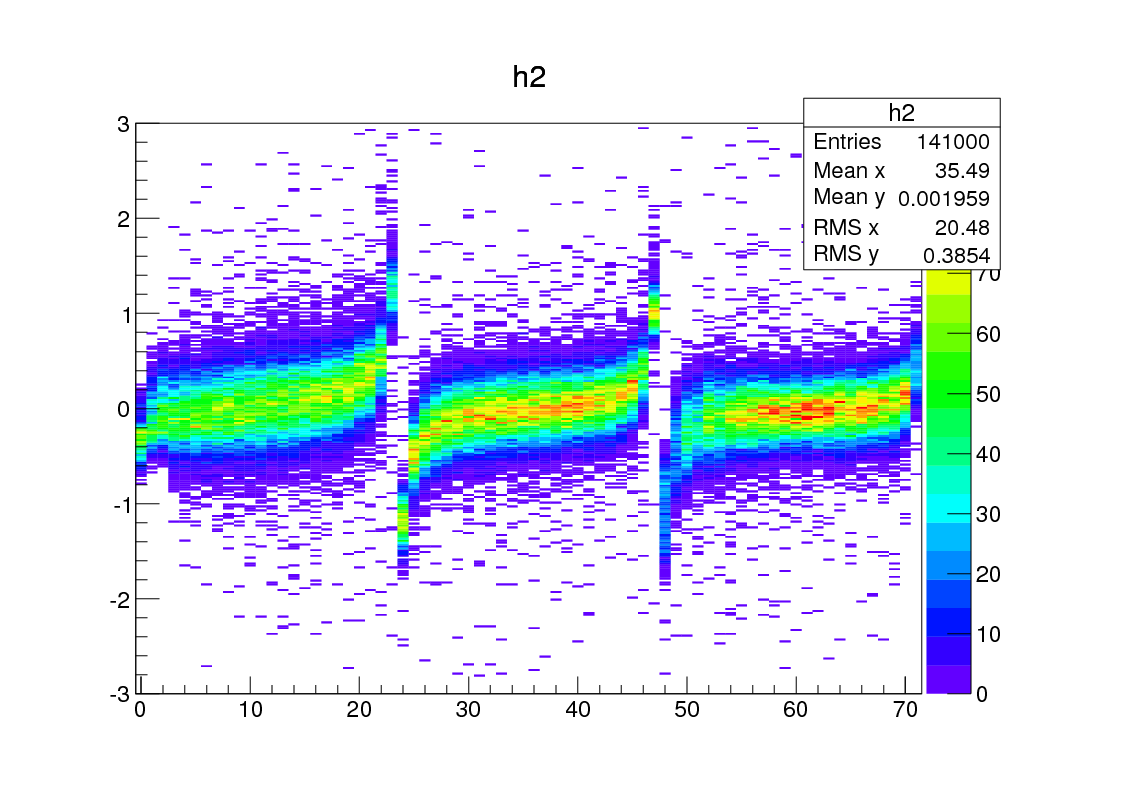 h2
h2
Entries 141000
Mean x 35.49
Mean y 0.001959
RMS x 20.48
RMS y 0.3854
3
2
1
0
-1
-2
-3
0 10 20 30 40 50 60 70
70
60
50
40
30
20
10
0